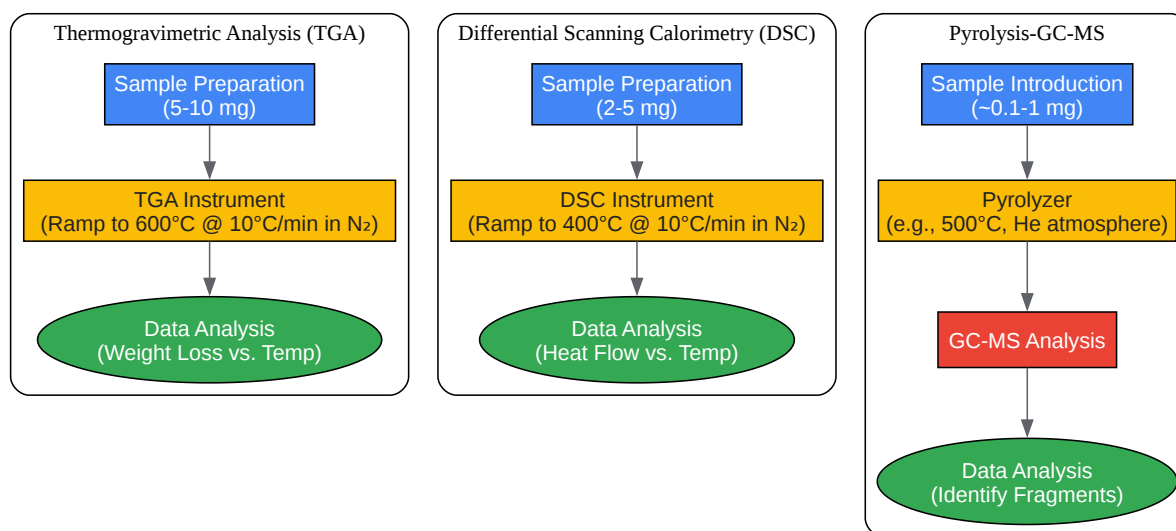 Thermogravimetric Analysis (TGA)
Sample Preparation
(5-10 mg)
TGA Instrument
(Ramp to 600°C @ 10°C/min in N₂)
Data Analysis
(Weight Loss vs. Temp)
Differential Scanning Calorimetry (DSC)
Sample Preparation
(2-5 mg)
DSC Instrument
(Ramp to 400°C @ 10°C/min in N₂)
Data Analysis
(Heat Flow vs. Temp)
Pyrolysis-GC-MS
Sample Introduction
(~0.1-1 mg)
Pyrolyzer
(e.g., 500°C, He atmosphere)
GC-MS Analysis
Data Analysis
(Identify Fragments)